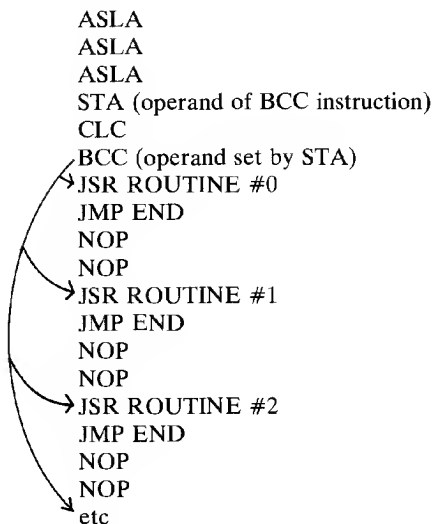 ASLA
ASLA
ASLA
STA (operand of BCC instruction)
CLC
BCC (operand set by STA)
JSR ROUTINE #0
JMP END
NOP
NOP
JSR ROUTINE #1
JMP END
NOP
NOP
JSR ROUTINE #2
JMP END
NOP
NOP
etc